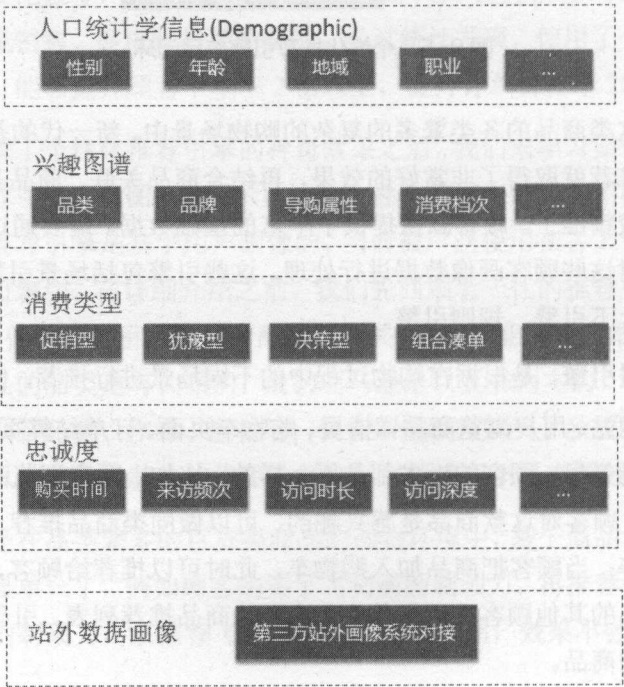 人口统计学信息(Demographic)
性别 年龄 地域 职业 ...
兴趣图谱
品类 品牌 导购属性 消费档次 ...
消费类型
促销型 犹豫型 决策型 组合凑单 ...
忠诚度
购买时间 来访频次 访问时长 访问深度 ...
站外数据画像 第三方站外画像系统对接